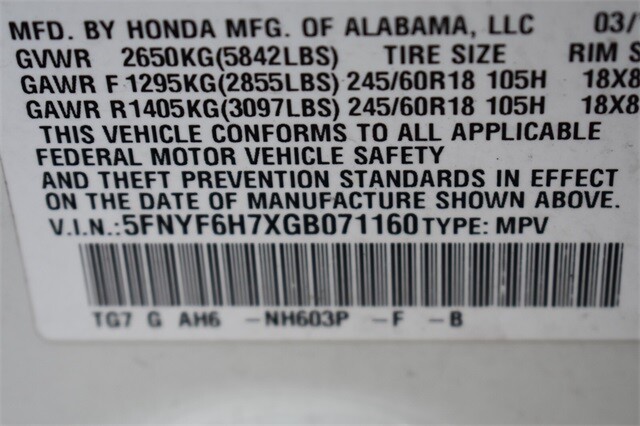 MFD. BY HONDA MFG. OF ALABAMA, LLC 03/
GVWR 2650KG(5842LBS) TIRE SIZE RIM S
GAWR F 1295KG(2855LBS) 245/60R18 105H 18X8
GAWR R1405KG(3097LBS) 245/60R18 105H 18X8
THIS VEHICLE CONFORMS TO ALL APPLICABLE
FEDERAL MOTOR VEHICLE SAFETY
AND THEFT PREVENTION STANDARDS IN EFFECT
ON THE DATE OF MANUFACTURE SHOWN ABOVE.
V.I.N.:5FNYF6H7XGB071160 TYPE: MPV
TG7 G AH6 -NH603P -F -B